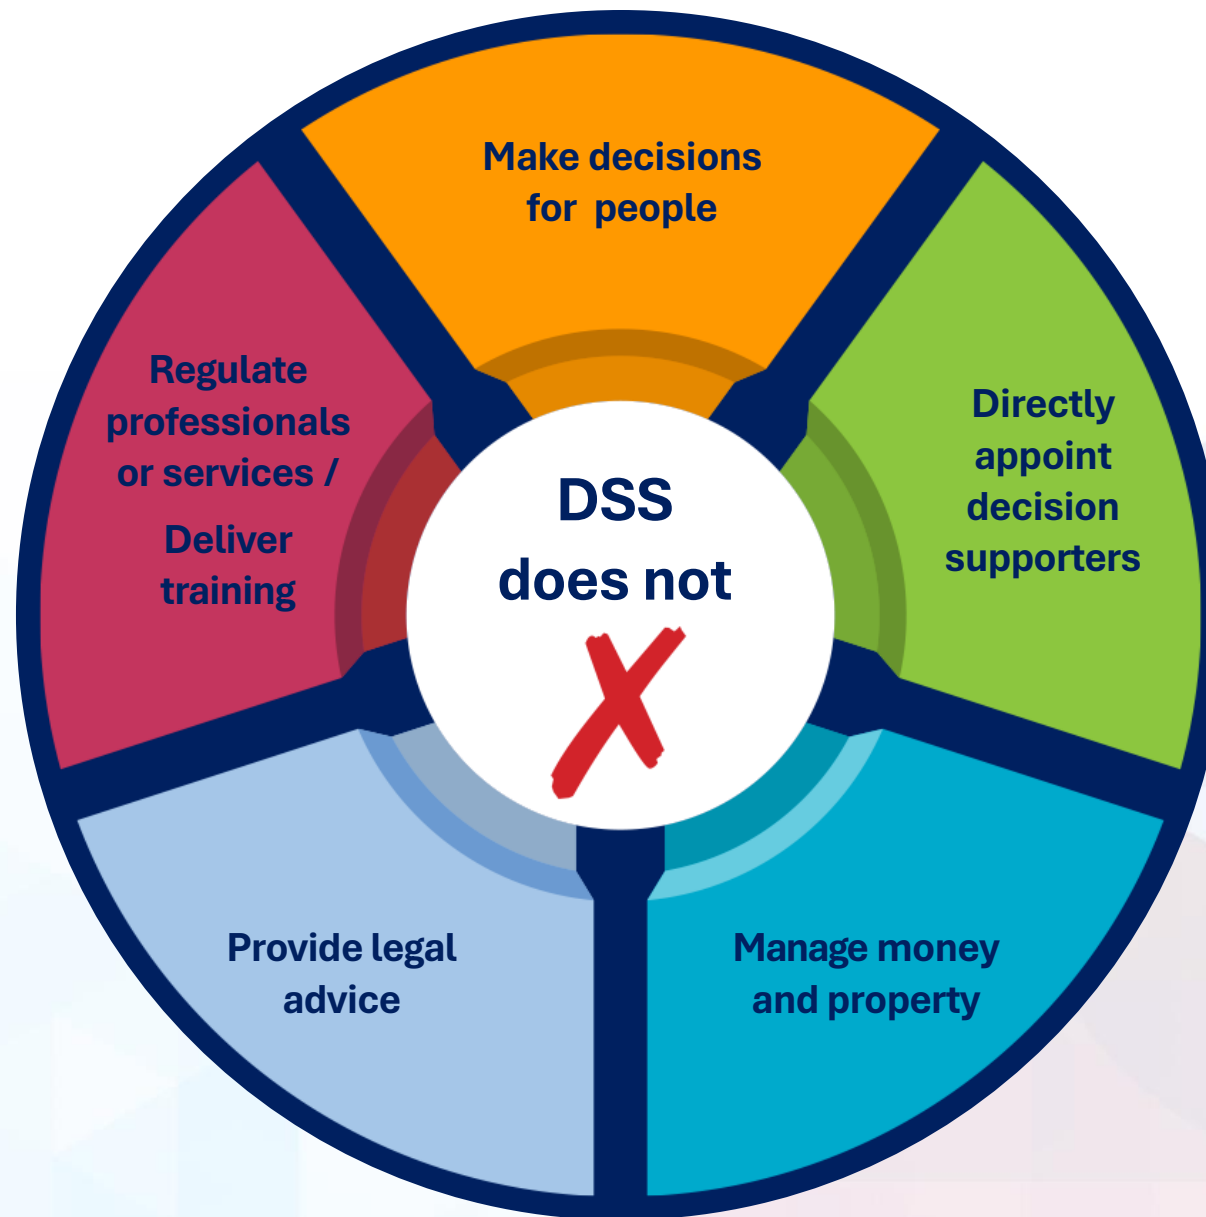 DSS
does not
Make decisions
for people
Directly
appoint
decision
supporters
Manage money
and property
Provide legal
advice
Regulate
professionals
or services /
Deliver
training